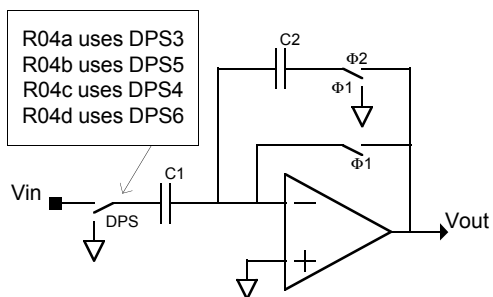 R04a uses DPS3
R04b uses DPS5
R04c uses DPS4
R04d uses DPS6
C2
Φ2
Φ1
C1
Φ1
Vin
DPS
Vout